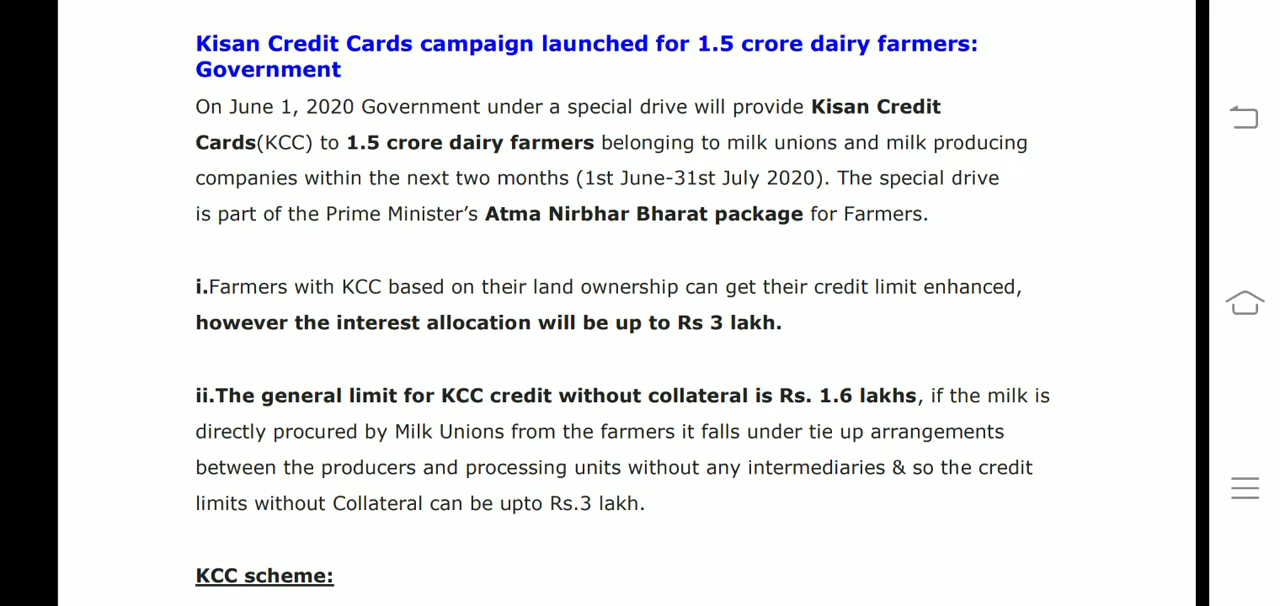 Kisan Credit Cards campaign launched for 1.5 crore dairy farmers:
Government
On June 1, 2020 Government under a special drive will provide Kisan Credit
Cards(KCC) to 1.5 crore dairy farmers belonging to milk unions and milk producing
companies within the next two months (1st June-31st July 2020). The special drive
is part of the Prime Minister’s Atma Nirbhar Bharat package for Farmers.
i.Farmers with KCC based on their land ownership can get their credit limit enhanced,
however the interest allocation will be up to Rs 3 lakh.
ii.The general limit for KCC credit without collateral is Rs. 1.6 lakhs, if the milk is
directly procured by Milk Unions from the farmers it falls under tie up arrangements
between the producers and processing units without any intermediaries & so the credit
limits without Collateral can be upto Rs.3 lakh.
KCC scheme: